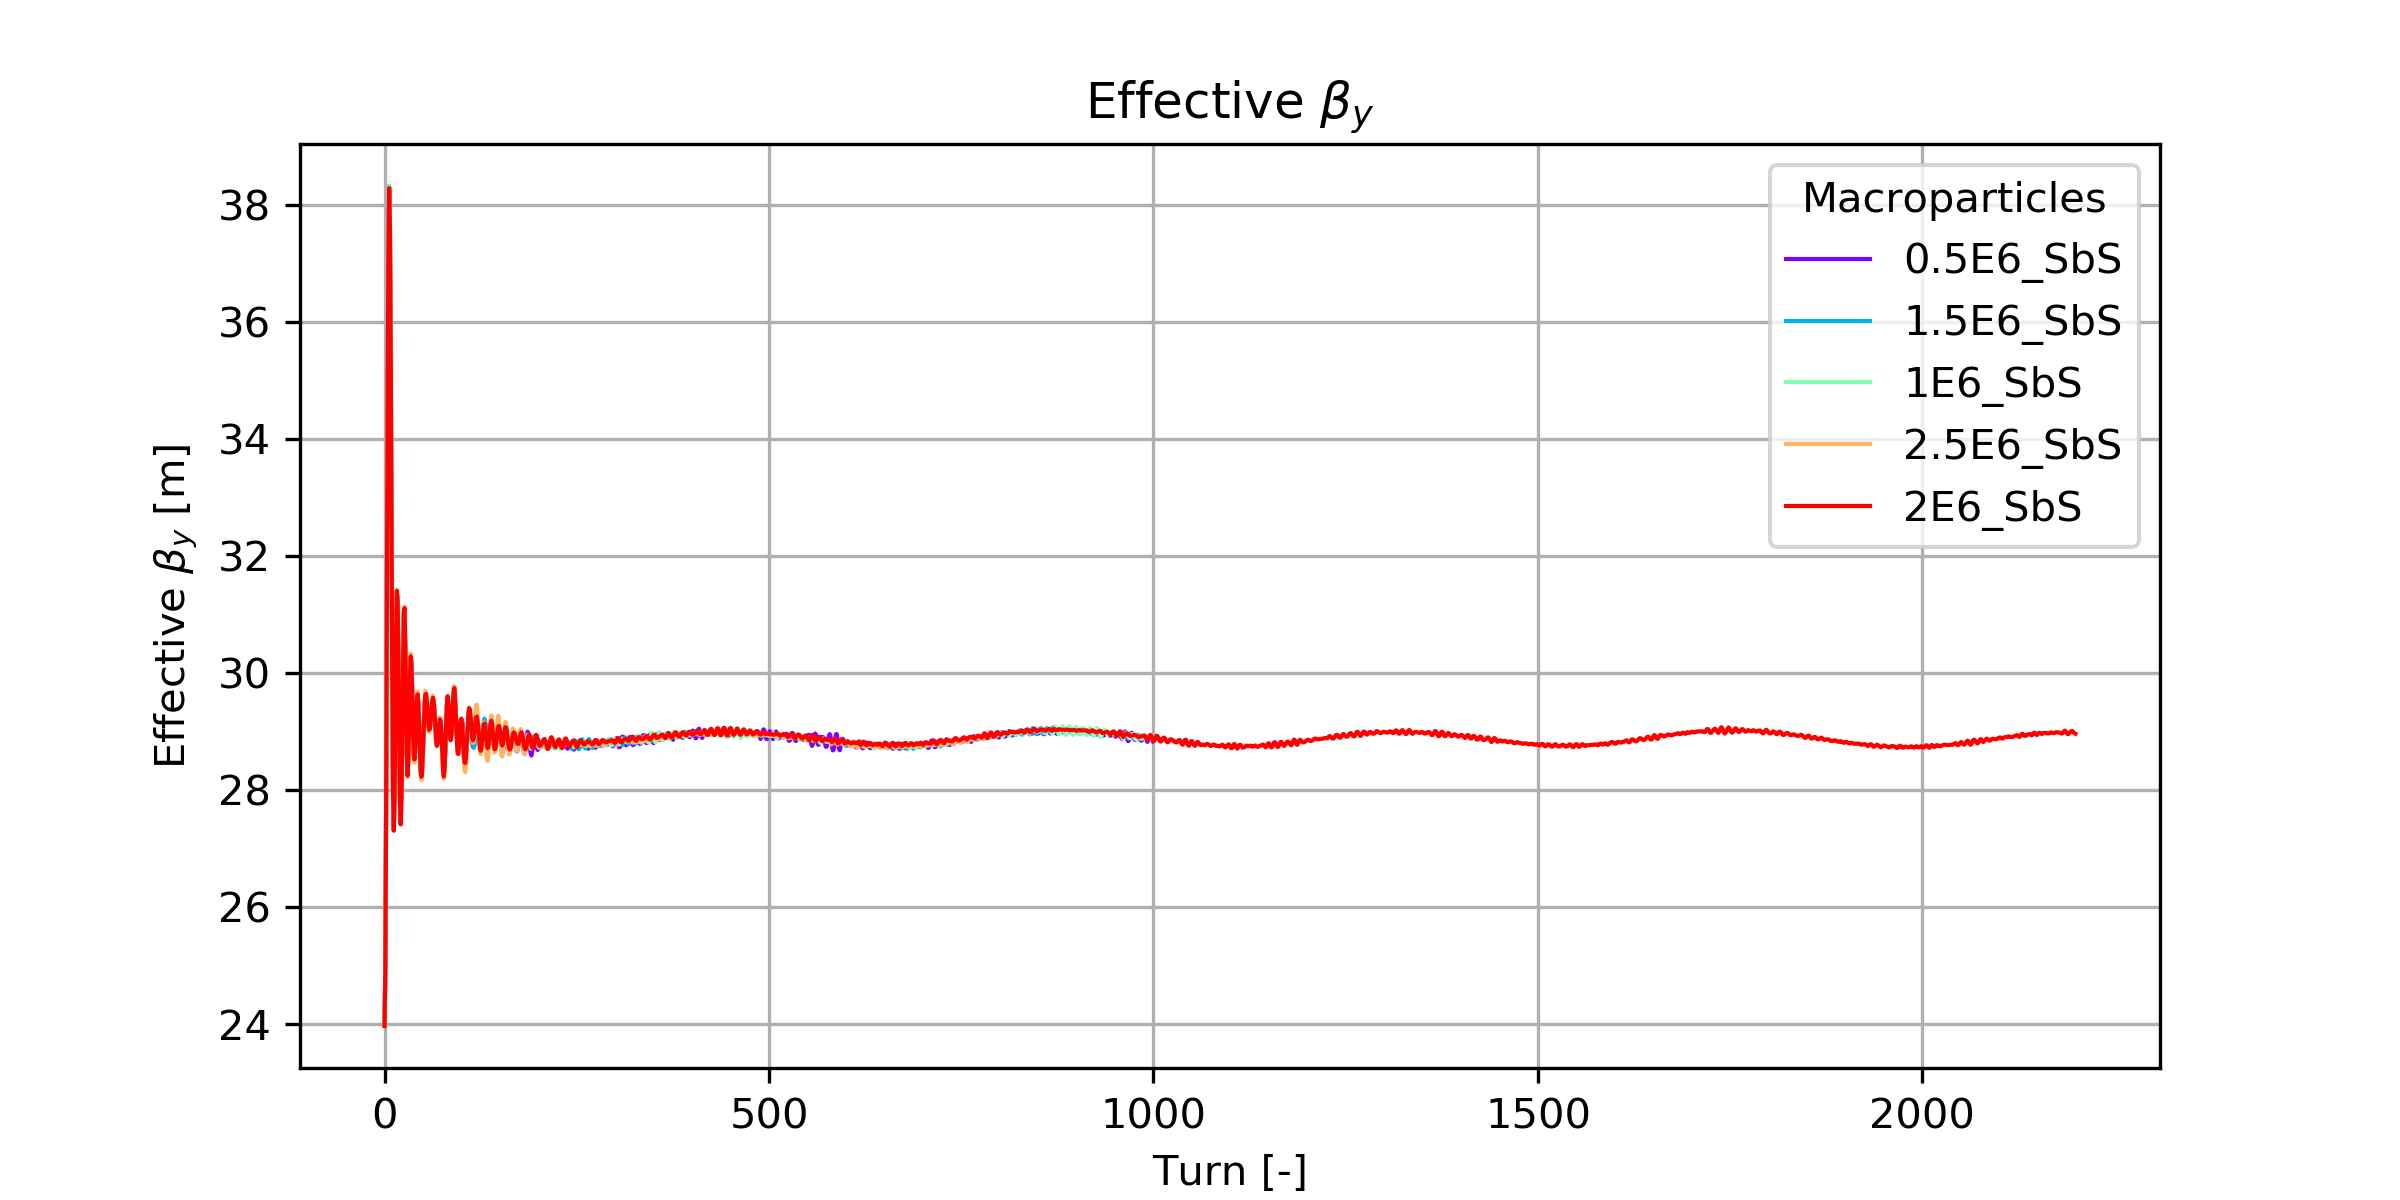 Effective βy
38
36
34
32
30
28
26
24
Effective βy [m]
0
500
1000
1500
2000
Turn [-]
Macroparticles
0.5E6_SbS
1.5E6_SbS
1E6_SbS
2.5E6_SbS
2E6_SbS